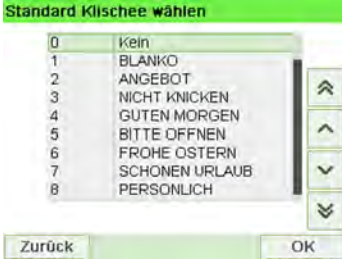 Standard Klischee wählen
0 Kein
1 BLANKO
2 ANGEBOT
3 NICHT KNICKEN
4 GUTEN MORGEN
5 BITTE OFFNEN
6 FROHE OSTERN
7 SCHONEN URLAUB
8 PERSONLICH
Zurück OK